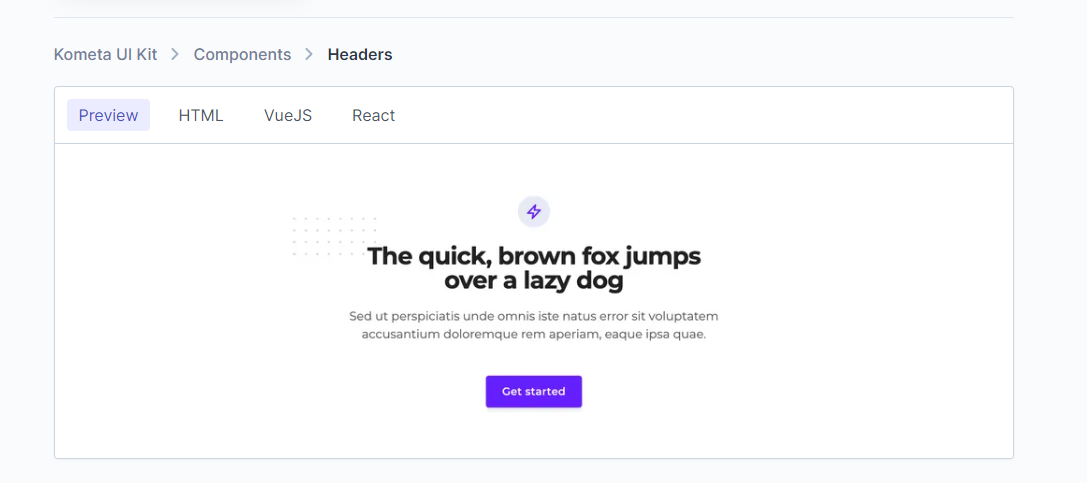 Kometa UI Kit > Components > Headers
Preview HTML VueJS React
The quick, brown fox jumps
over a lazy dog
Sed ut perspiciatis unde omnis iste natus error sit voluptatem
accusantium doloremque rem aperiam, eaque ipsa quae.
Get started